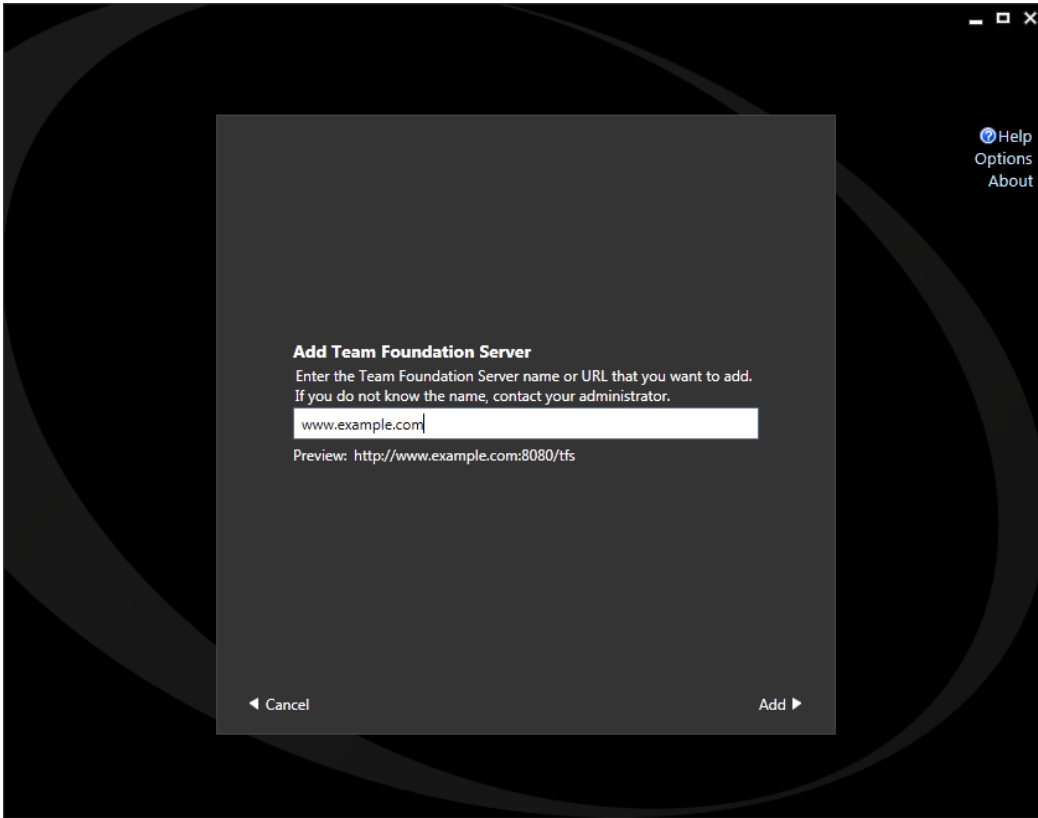 Help
Options
About
Add Team Foundation Server
Enter the Team Foundation Server name or URL that you want to add.
If you do not know the name, contact your administrator.
www.example.com
Preview: http://www.example.com:8080/tfs
Cancel
Add